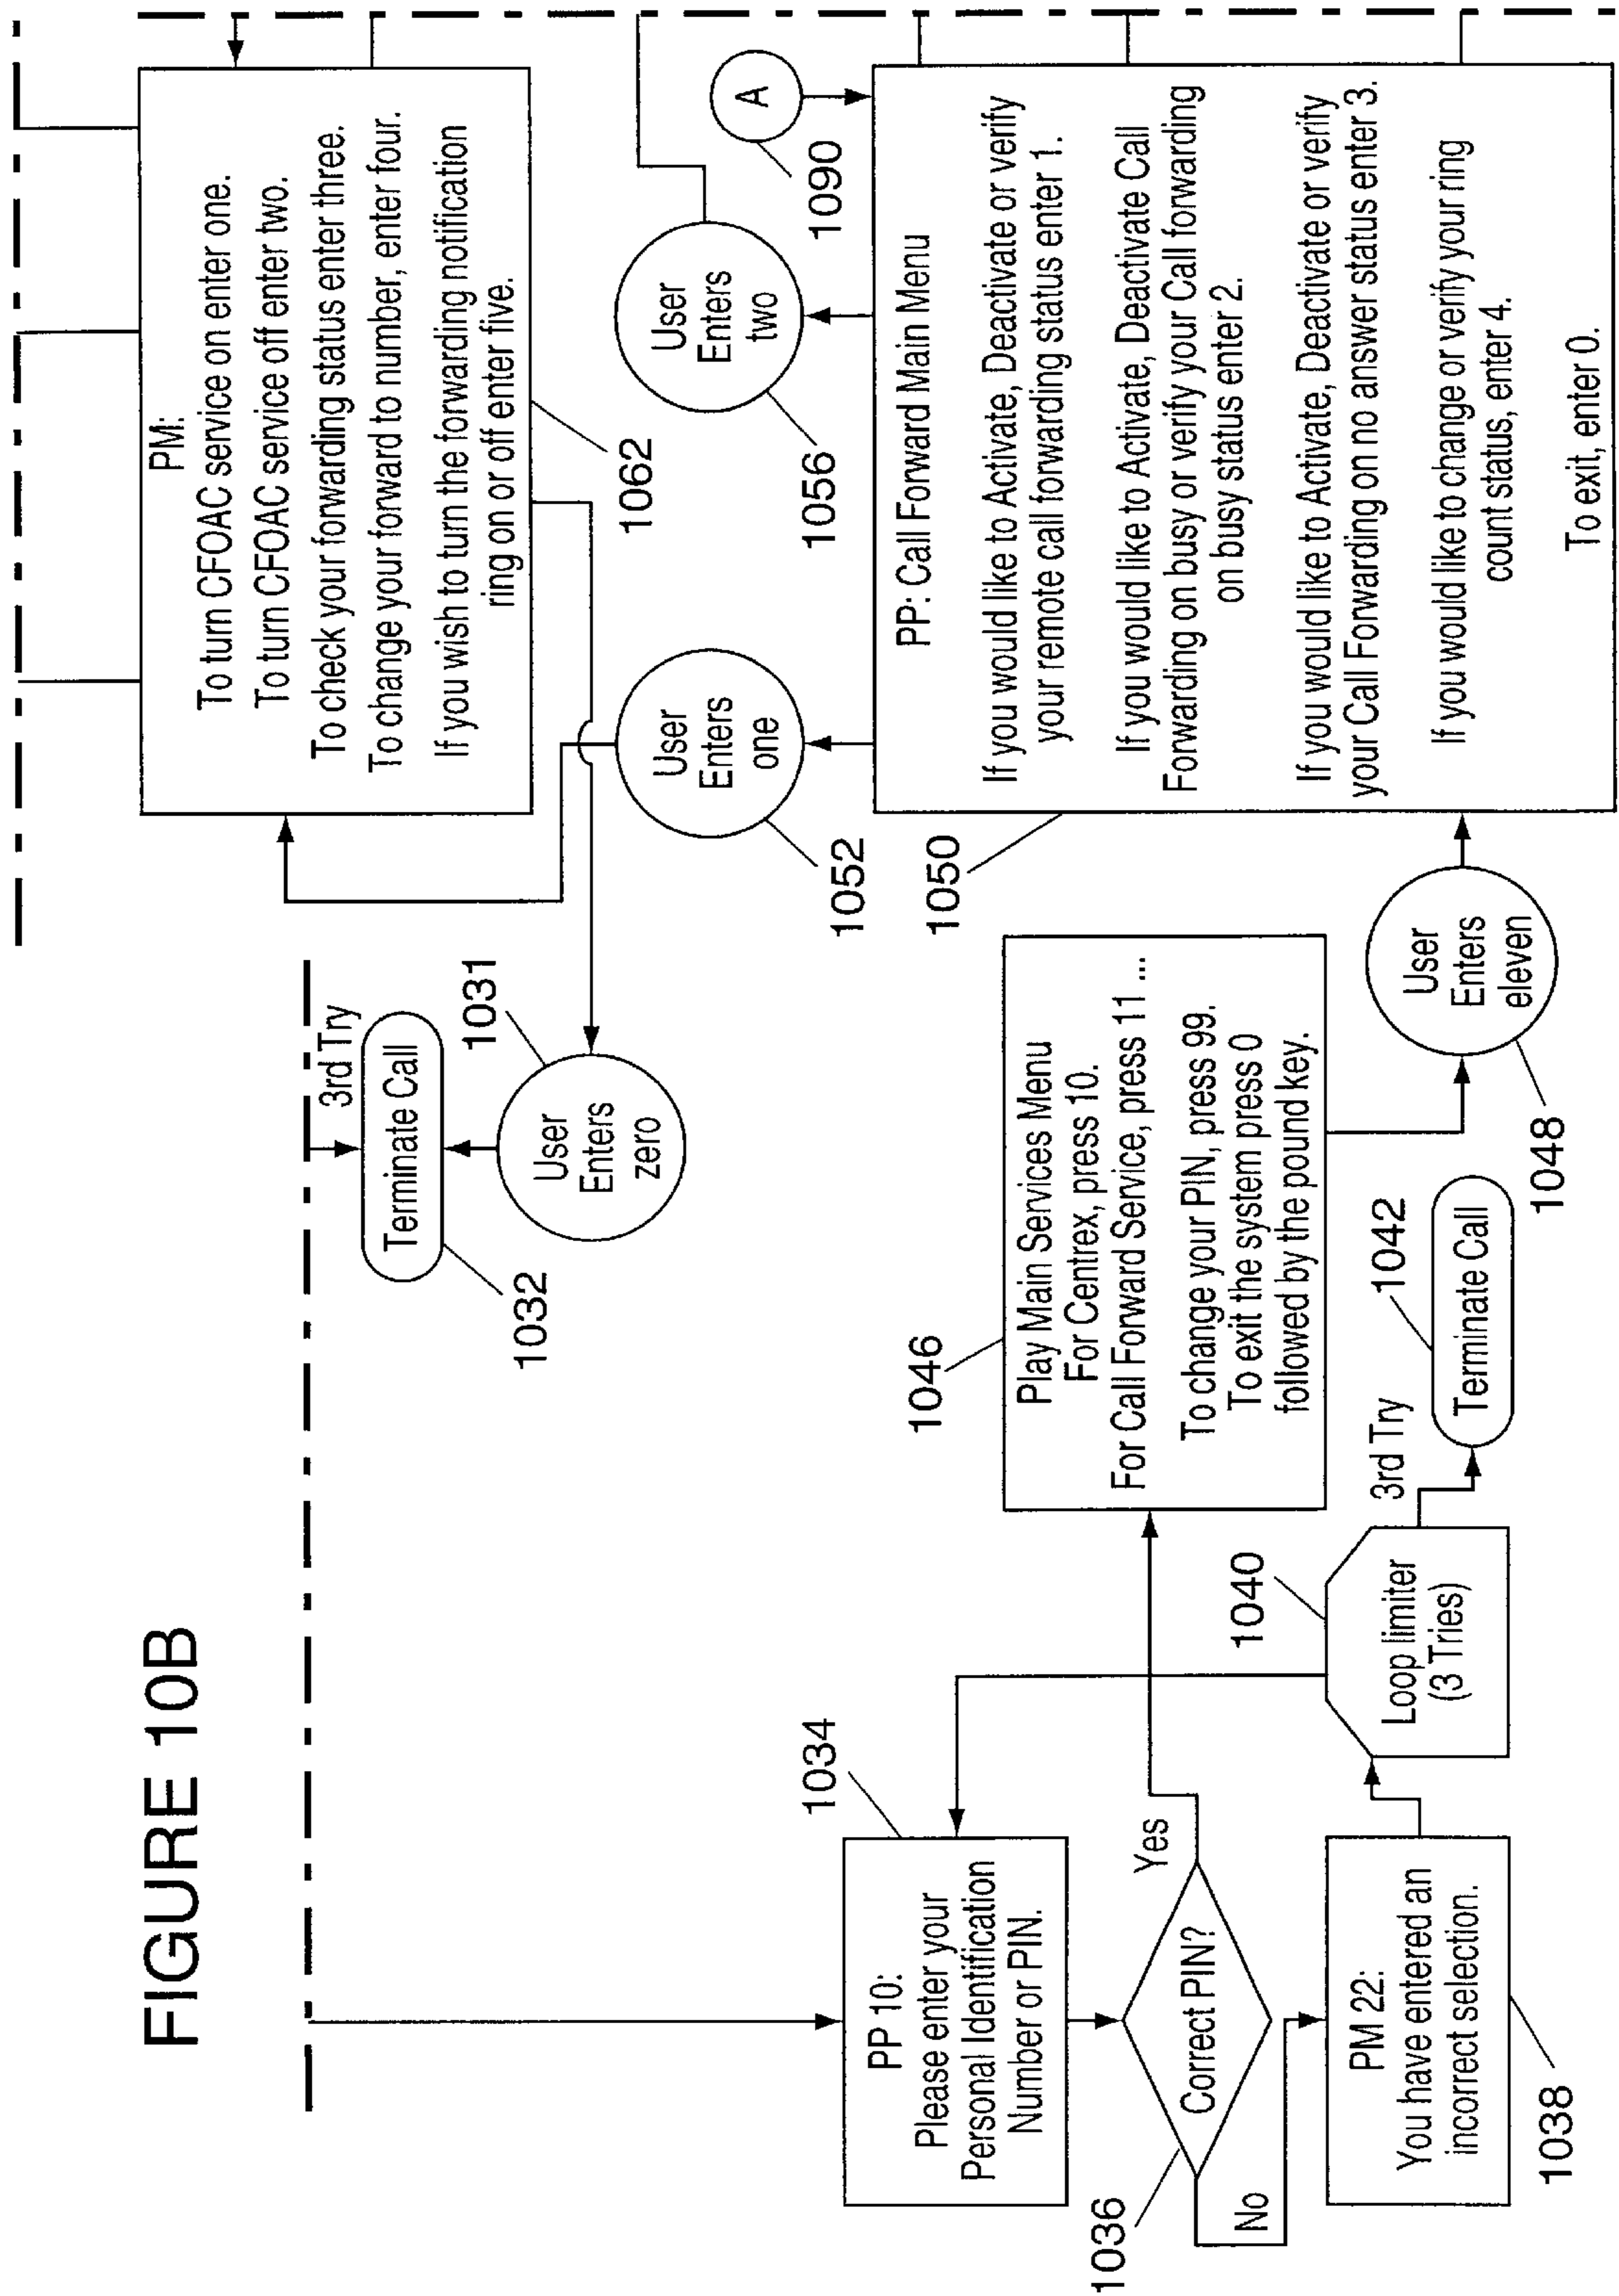 FIGURE 10B
PP 10:
Please enter your
Personal Identification
Number or PIN.
1034
Correct PIN?
1036
Yes
No
PM 22:
You have entered an
incorrect selection.
1038
Loop limiter
(3 Tries)
1040
3rd Try
Terminate Call
1042
1046
Play Main Services Menu
For Centrex, press 10.
For Call Forward Service, press 11 ...
To change your PIN, press 99.
To exit the system press 0
followed by the pound key.
User
Enters
eleven
1048
3rd Try
Terminate Call
1032
User
Enters
zero
1031
PM:
To turn CFOAC service on enter one.
To turn CFOAC service off enter two.
To check your forwarding status enter three.
To change your forward to number, enter four.
If you wish to turn the forwarding notification
ring on or off enter five.
1062
User
Enters
one
1052
User
Enters
two
1056
A
1090
1050
PP: Call Forward Main Menu
If you would like to Activate, Deactivate or verify
your remote call forwarding status enter 1.
If you would like to Activate, Deactivate Call
Forwarding on busy or verify your Call forwarding
on busy status enter 2.
If you would like to Activate, Deactivate or verify
your Call Forwarding on no answer status enter 3.
If you would like to change or verify your ring
count status, enter 4.
To exit, enter 0.